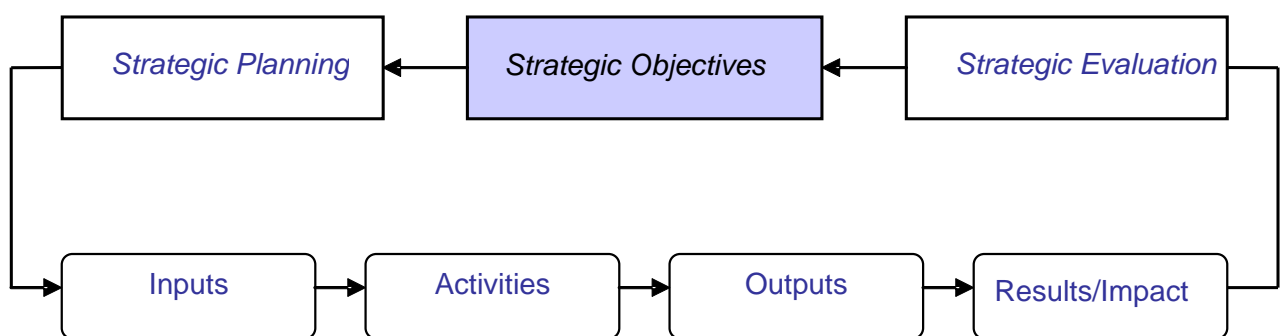 Strategic Planning
Strategic Objectives
Strategic Evaluation
Inputs
Activities
Outputs
Results/Impact